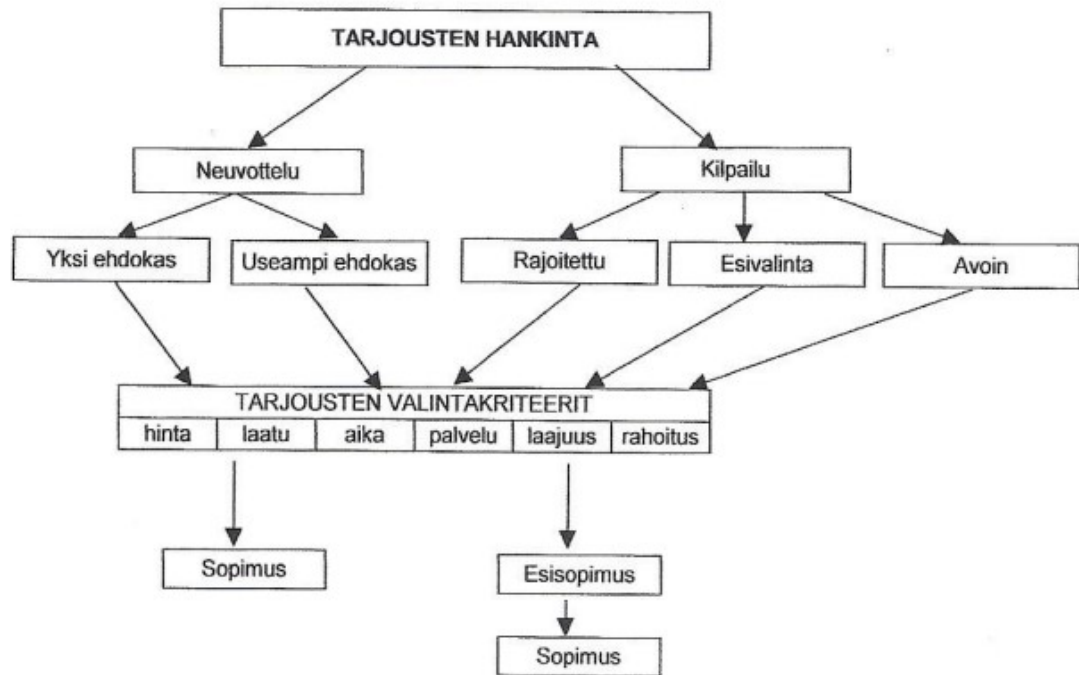 TARJOUSTEN HANKINTA
Neuvottelu
Kilpailu
Yksi ehdokas
Useampi ehdokas
Rajoitettu
Esivalinta
Avoin
TARJOUSTEN VALINTAKRITEERIT
hinta
laatu
aika
palvelu
laajuus
rahoitus
Sopimus
Esisopimus
Sopimus